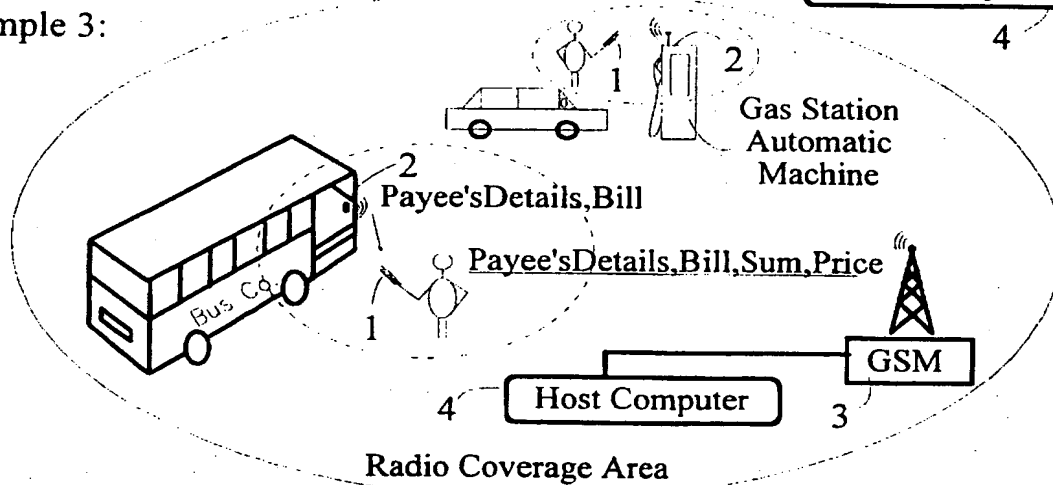 mple 3:
4
1
2
Gas Station
Automatic
Machine
2
Payee'sDetails,Bill
Payee'sDetails,Bill,Sum,Price
Bus Co.
1
GSM
4
Host Computer
3
Radio Coverage Area